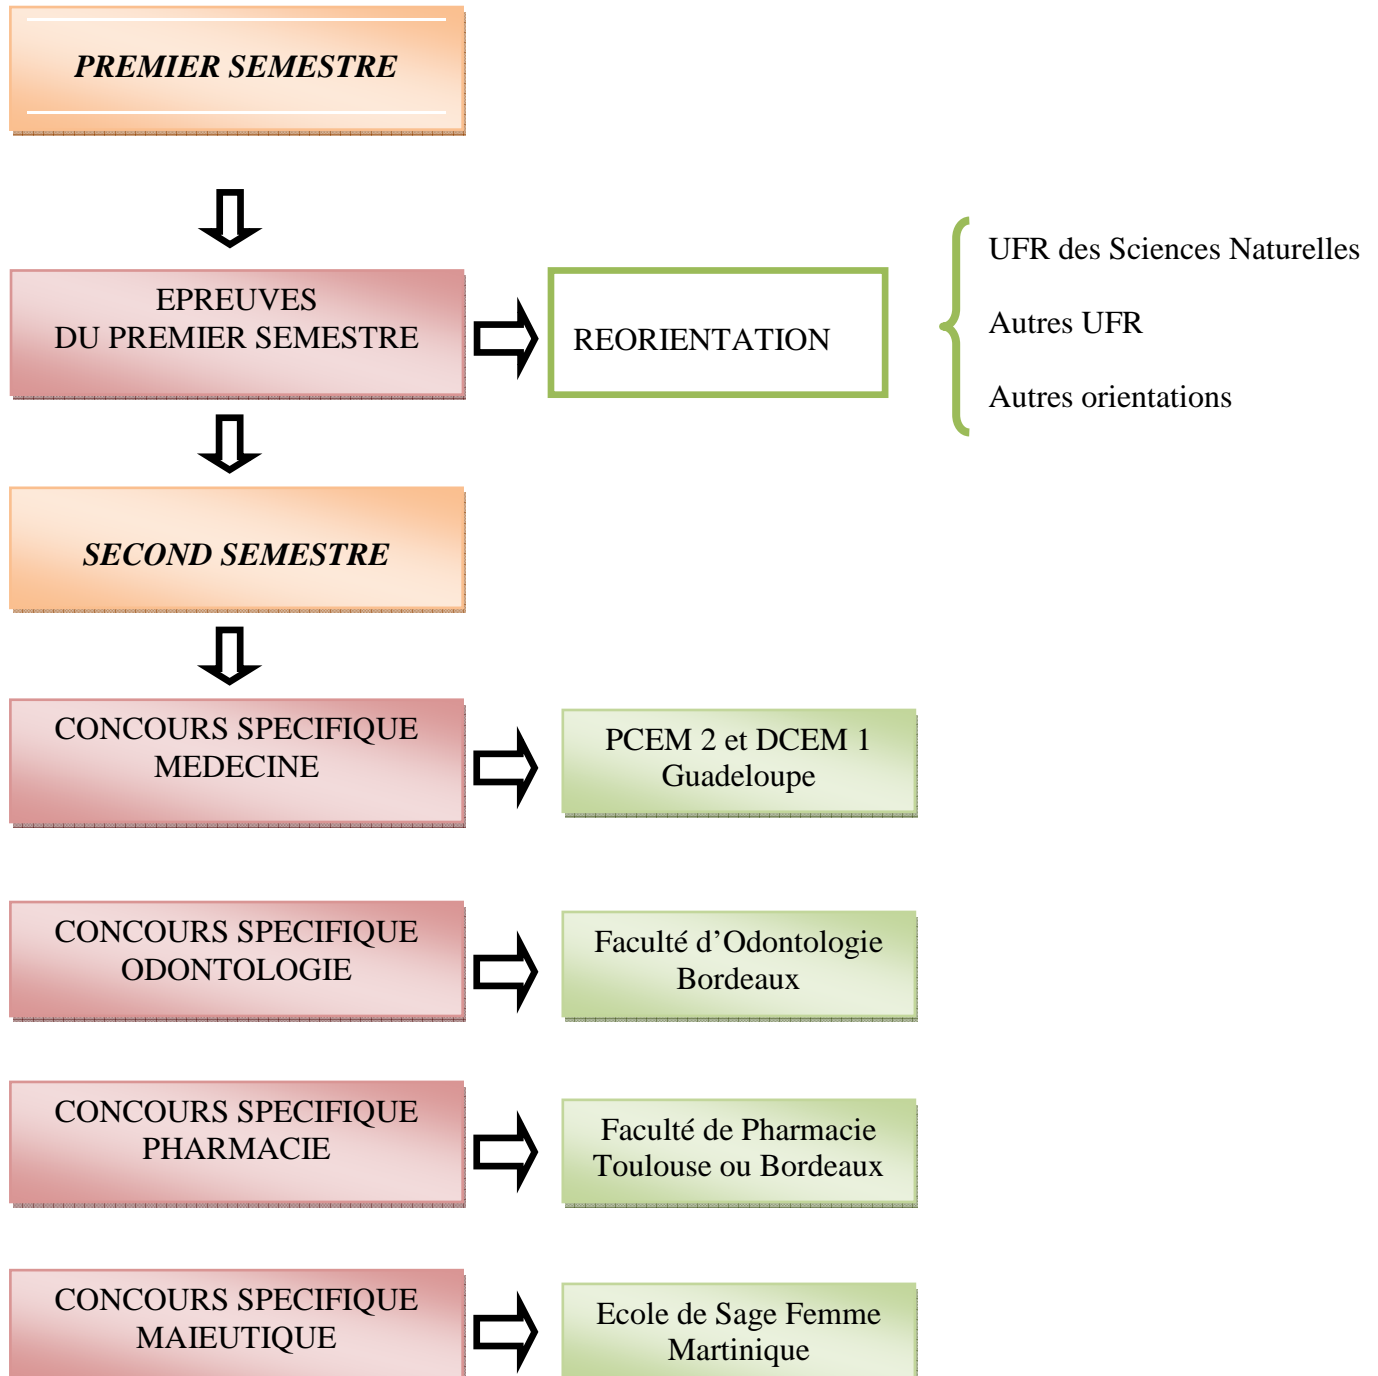 PREMIER SEMESTRE
EPREUVES
DU PREMIER SEMESTRE
REORIENTATION
UFR des Sciences Naturelles
Autres UFR
Autres orientations
SECOND SEMESTRE
CONCOURS SPECIFIQUE
MEDECINE
PCEM 2 et DCEM 1
Guadeloupe
CONCOURS SPECIFIQUE
ODONTOLOGIE
Faculté d’Odontologie
Bordeaux
CONCOURS SPECIFIQUE
PHARMACIE
Faculté de Pharmacie
Toulouse ou Bordeaux
CONCOURS SPECIFIQUE
MAIEUTIQUE
Ecole de Sage Femme
Martinique